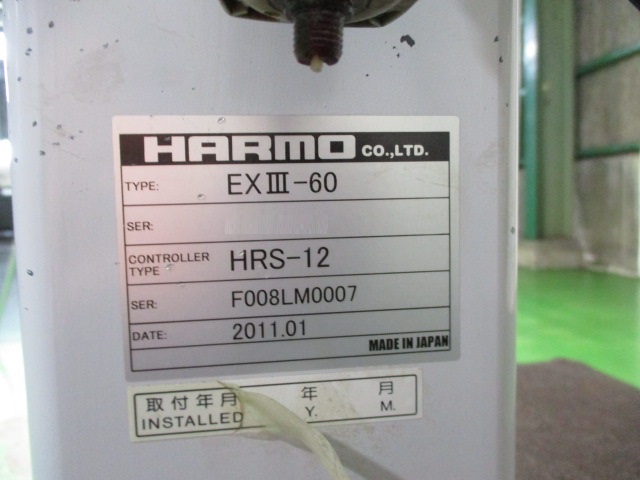 HARMO CO.,LTD.
TYPE: EXⅢ-60
SER:
CONTROLLER TYPE HRS-12
SER: F008LM0007
DATE: 2011.01
MADE IN JAPAN
取付年月 年 月
INSTALLED Y. M.